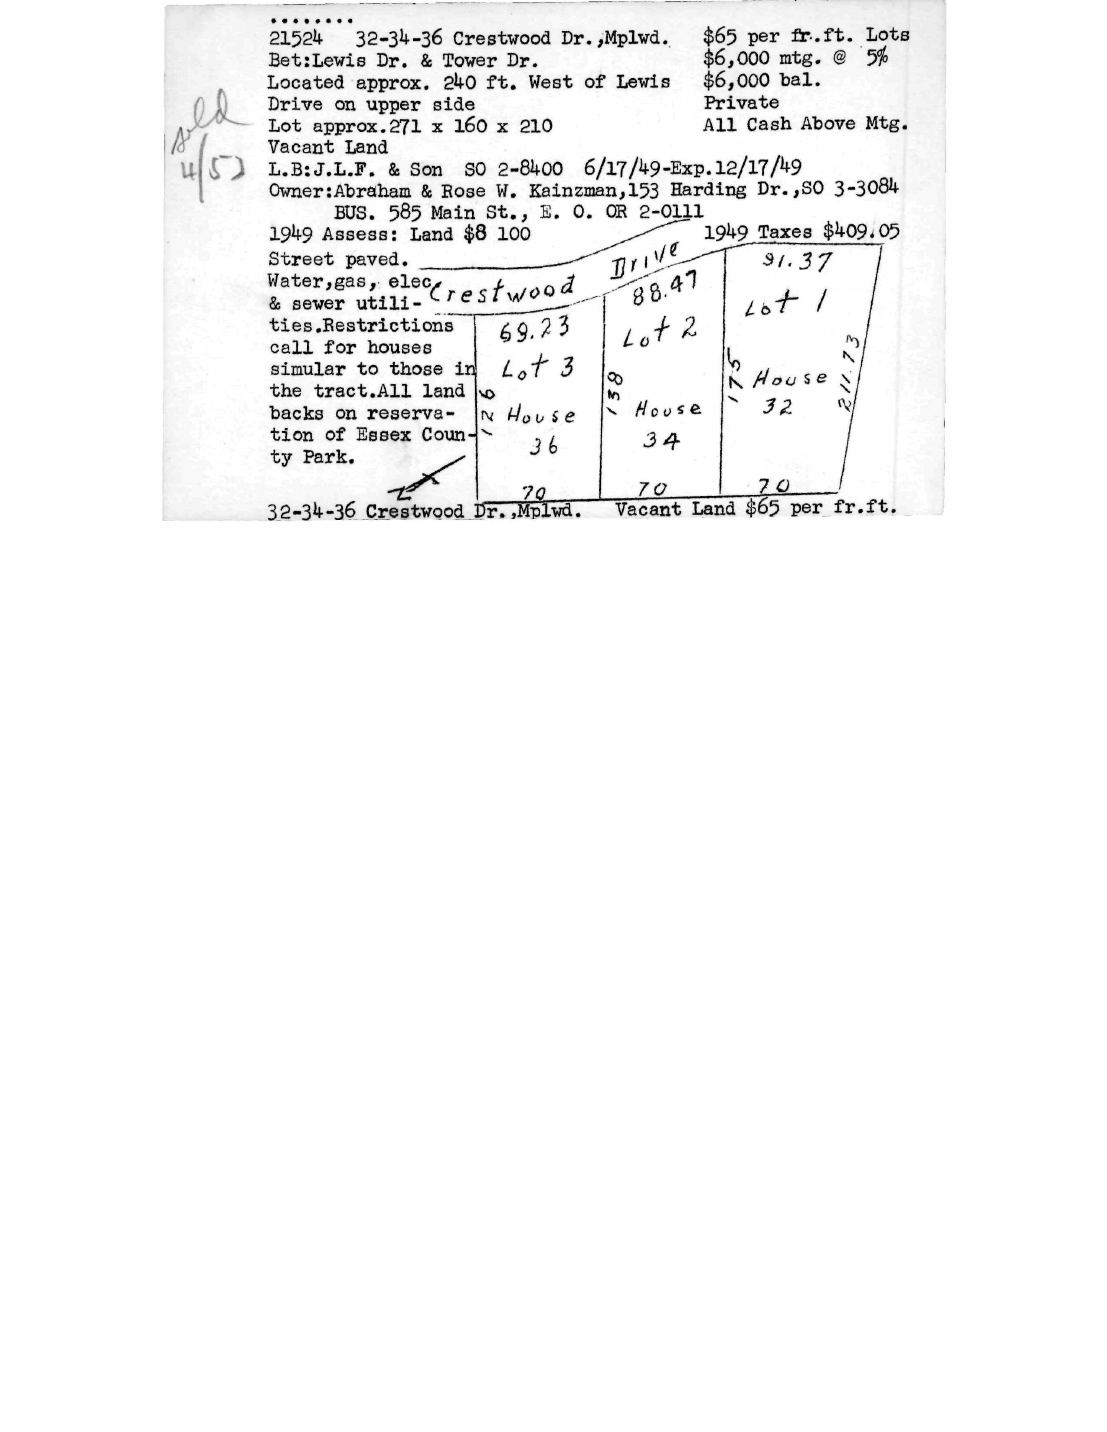 ........
21524 32-34-36 Crestwood Dr.,Mplwd. $65 per fr.ft. Lots
Bet:Lewis Dr. & Tower Dr. $6,000 mtg. @ 5%
Located approx. 240 ft. West of Lewis $6,000 bal.
Drive on upper side Private
Lot approx.271 x 160 x 210 All Cash Above Mtg.
Vacant Land
sold
4/53
L.B:J.L.F. & Son SO 2-8400 6/17/49-Exp.12/17/49
Owner:Abraham & Rose W. Kainzman,153 Harding Dr.,SO 3-3084
BUS. 585 Main St., E. O. OR 2-0111
1949 Assess: Land $8 100 1949 Taxes $409.05
Street paved.
Water,gas, elec.
& sewer utili-
ties.Restrictions
call for houses
simular to those in
the tract.All land
backs on reserva-
tion of Essex Coun-
ty Park.
Crestwood Drive
69.23 88.47 91.37
Lot 3 Lot 2 Lot 1
126 138 175 211.73
House House House
36 34 32
70 70 70
32-34-36 Crestwood Dr.,Mplwd. Vacant Land $65 per fr.ft.